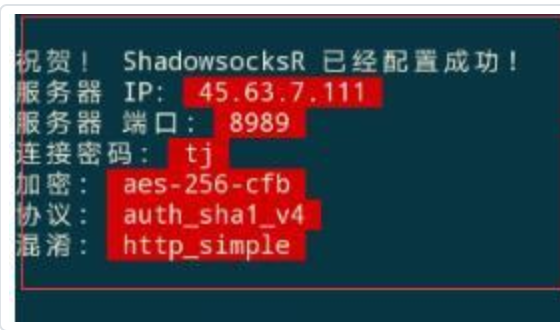 祝贺! ShadowsocksR 已经配置成功!
服务器 IP: 45.63.7.111
服务器 端口: 8989
连接密码: tj
加密: aes-256-cfb
协议: auth_sha1_v4
混淆: http_simple